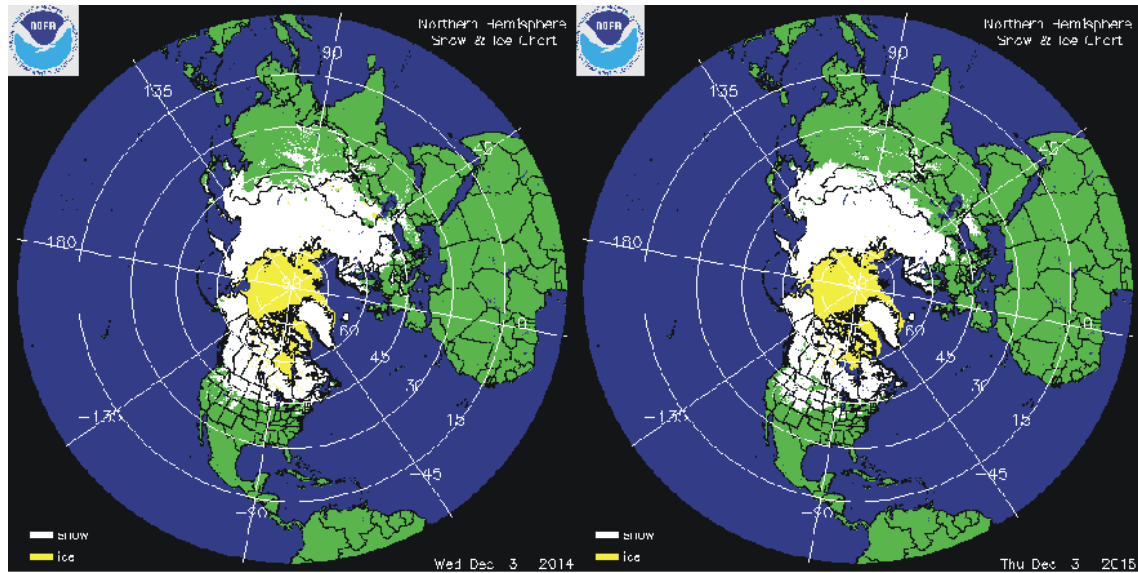 NOAA
Northern Hemisphere
Snow & Ice Chart
90
135
45
180
0
60
45
30
15
-135
-45
-90
snow
ice
Wed Dec 3 2014
NOAA
Northern Hemisphere
Snow & Ice Chart
90
135
45
180
0
60
45
30
15
-135
-45
-90
snow
ice
Thu Dec 3 2015